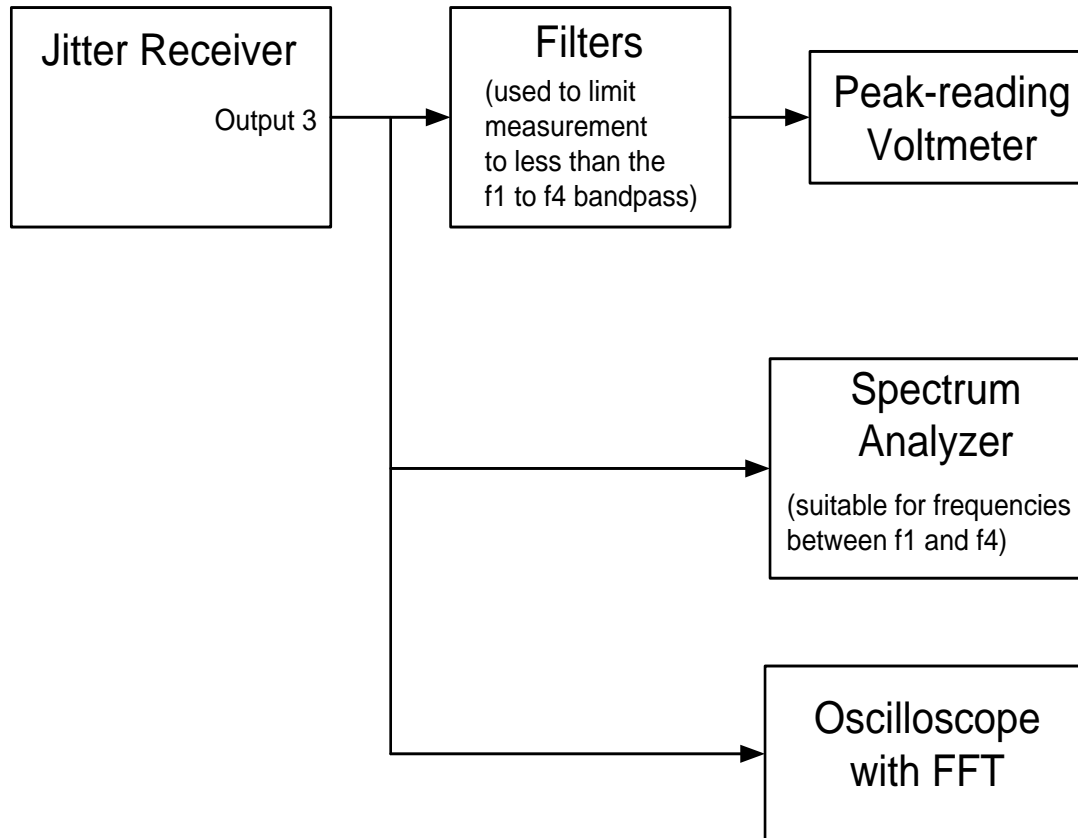 Jitter Receiver
Output 3
Filters
(used to limit
measurement
to less than the
f1 to f4 bandpass)
Peak-reading
Voltmeter
Spectrum
Analyzer
(suitable for frequencies
between f1 and f4)
Oscilloscope
with FFT